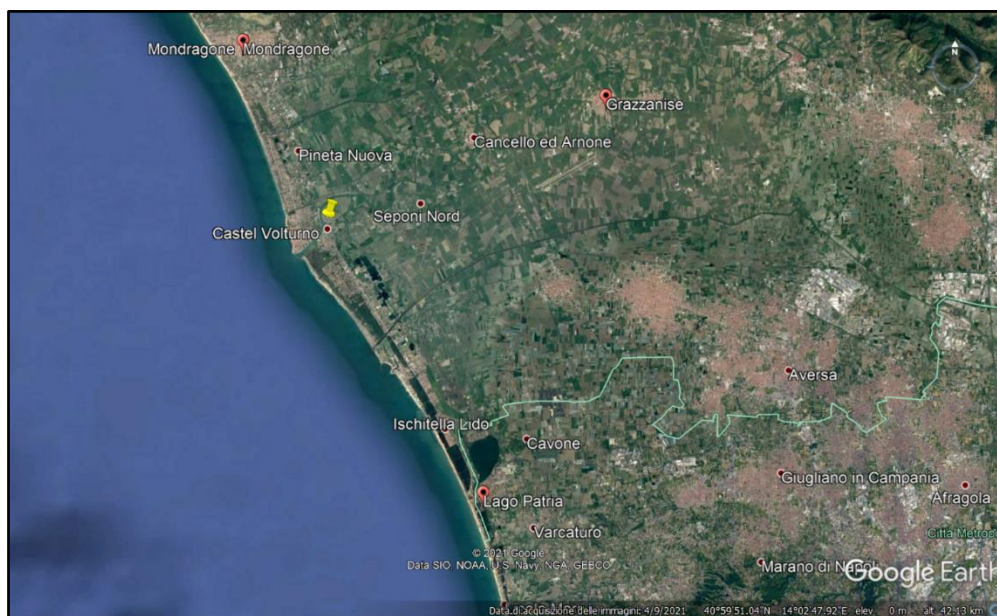 Mondragone Mondragone
N
Grazzanise
Cancello ed Arnone
Pineta Nuova
Seponi Nord
Castel Volturno
Aversa
Ischitella Lido
Cavone
Giugliano in Campania
Afragola
Lago Patria
Varcaturo
Città Metropo
© 2021 Google
Data SIO, NOAA, U.S. Navy, NGA, GEBCO
Marano di Napoli
Google Earth
Data di acquisizione delle immagini: 4/9/2021 40°59'51.04" N 14°02'47.92" E elev 0 m alt 42.13 km